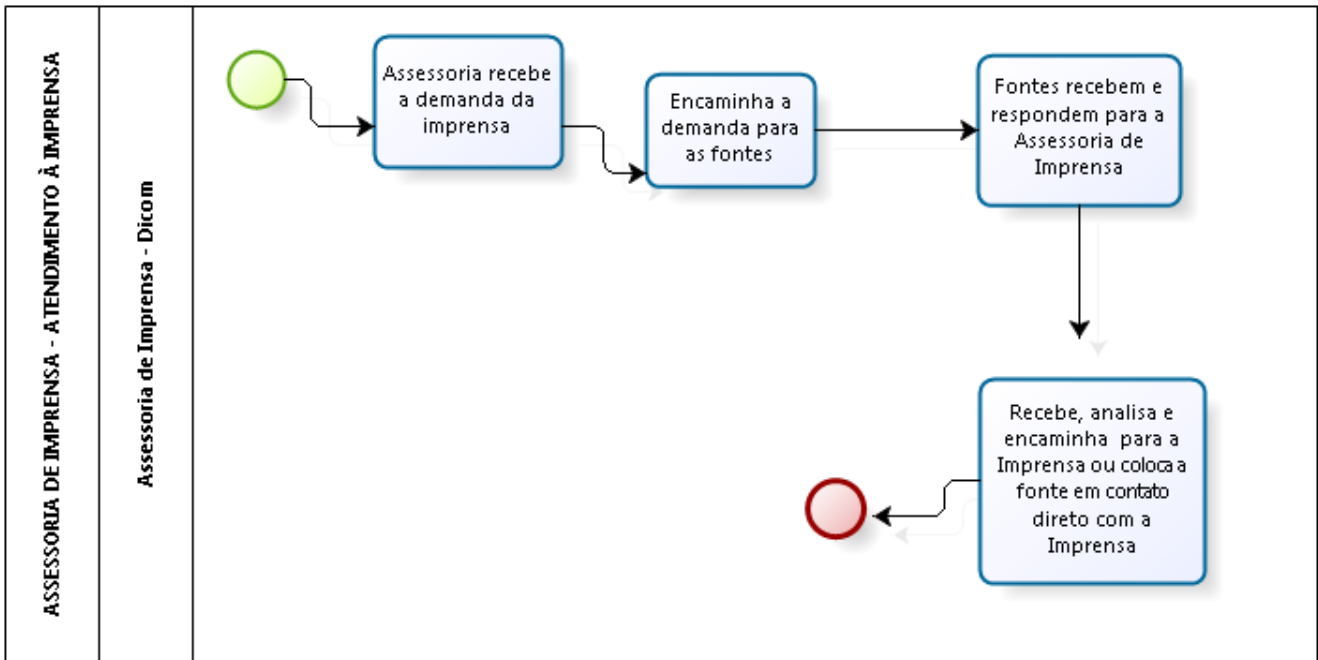 ASSESSORIA DE IMPRENSA - ATENDIMENTO À IMPRENSA
Assessoria de Imprensa - Dicom
Assessoria recebe
a demanda da
imprensa
Encaminha a
demanda para
as fontes
Fontes recebem e
respondem para a
Assessoria de
Imprensa
Recebe, analisa e
encaminha para a
Imprensa ou coloca a
fonte em contato
direto com a
Imprensa